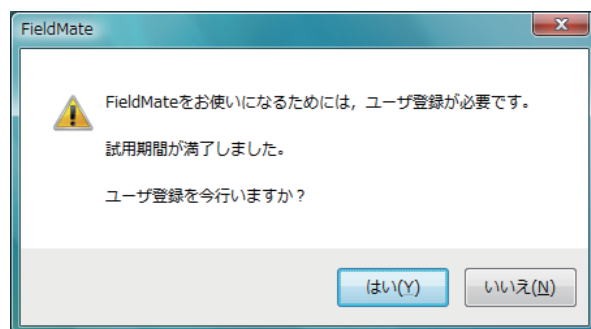 FieldMate
FieldMateをお使いになるためには，ユーザ登録が必要です。
試用期間が満了しました。
ユーザ登録を今行いますか？
はい(Y)
いいえ(N)